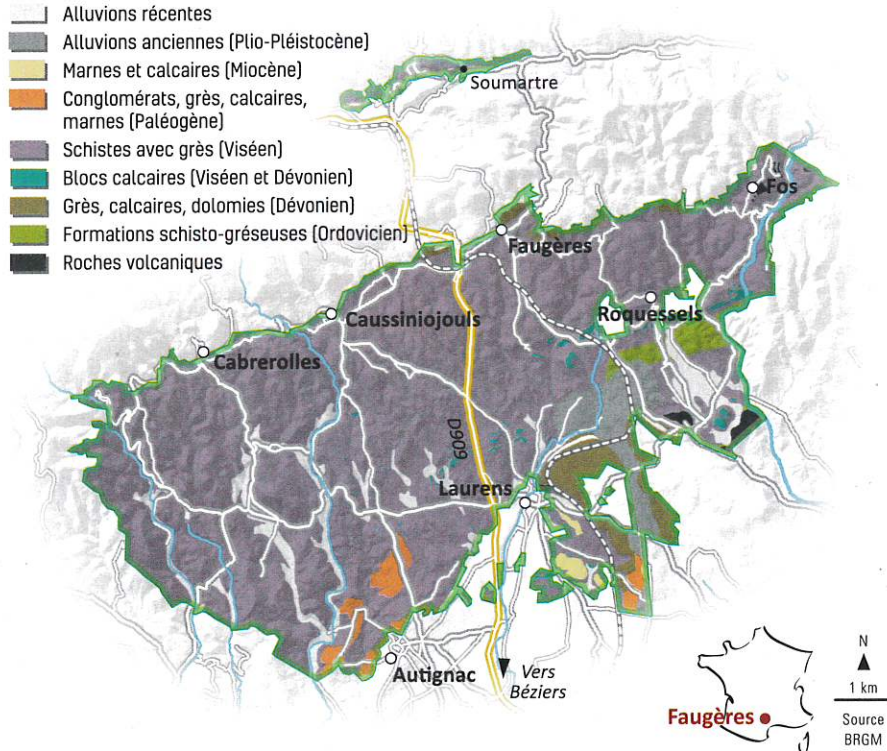 Alluvions récentes
Alluvions anciennes (Plio-Pléistocène)
Marnes et calcaires (Miocène)
Conglomérats, grès, calcaires,
marnes (Paléogène)
Schistes avec grès (Viséen)
Blocs calcaires (Viséen et Dévonien)
Grès, calcaires, dolomies (Dévonien)
Formations schisto-gréseuses (Ordovicien)
Roches volcaniques
Soumartre
Fos
Faugères
Roquessels
Caussiniojouls
Cabrerolles
D909
Laurens
Autignac
Vers
Béziers
Faugères
N
1 km
Source
BRGM